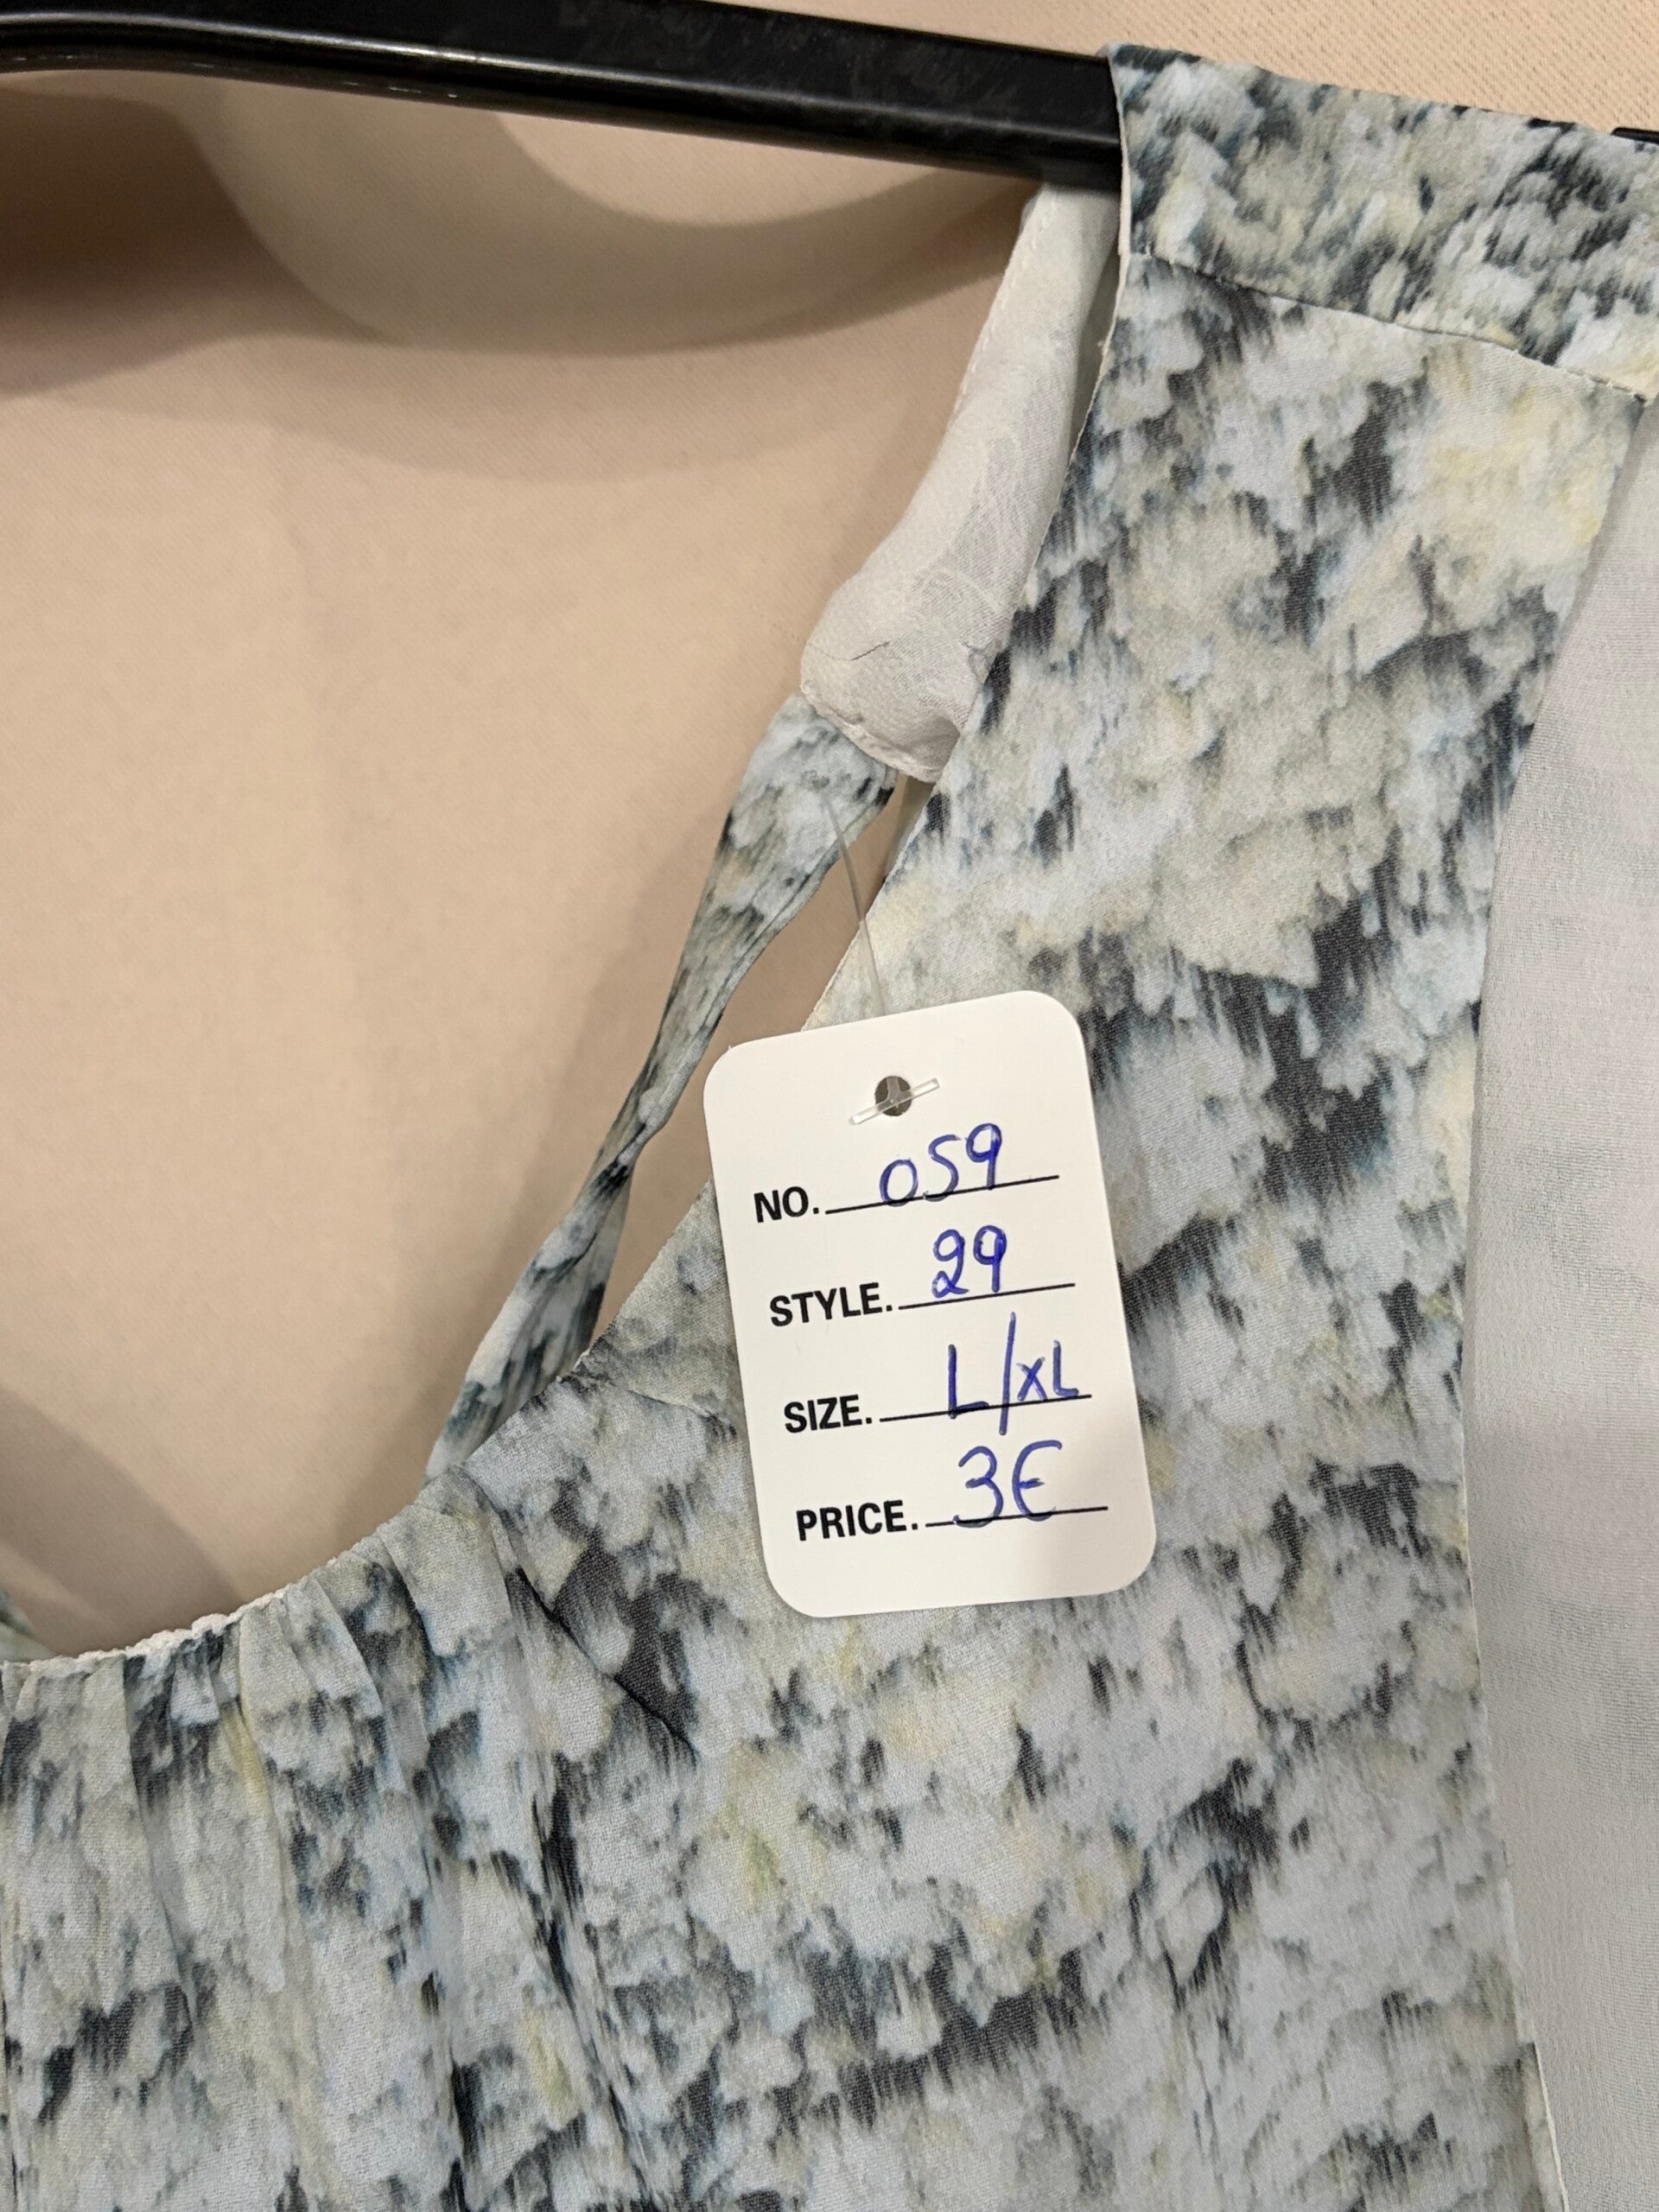 NO. 059
STYLE. 29
SIZE. L/XL
PRICE. 3€